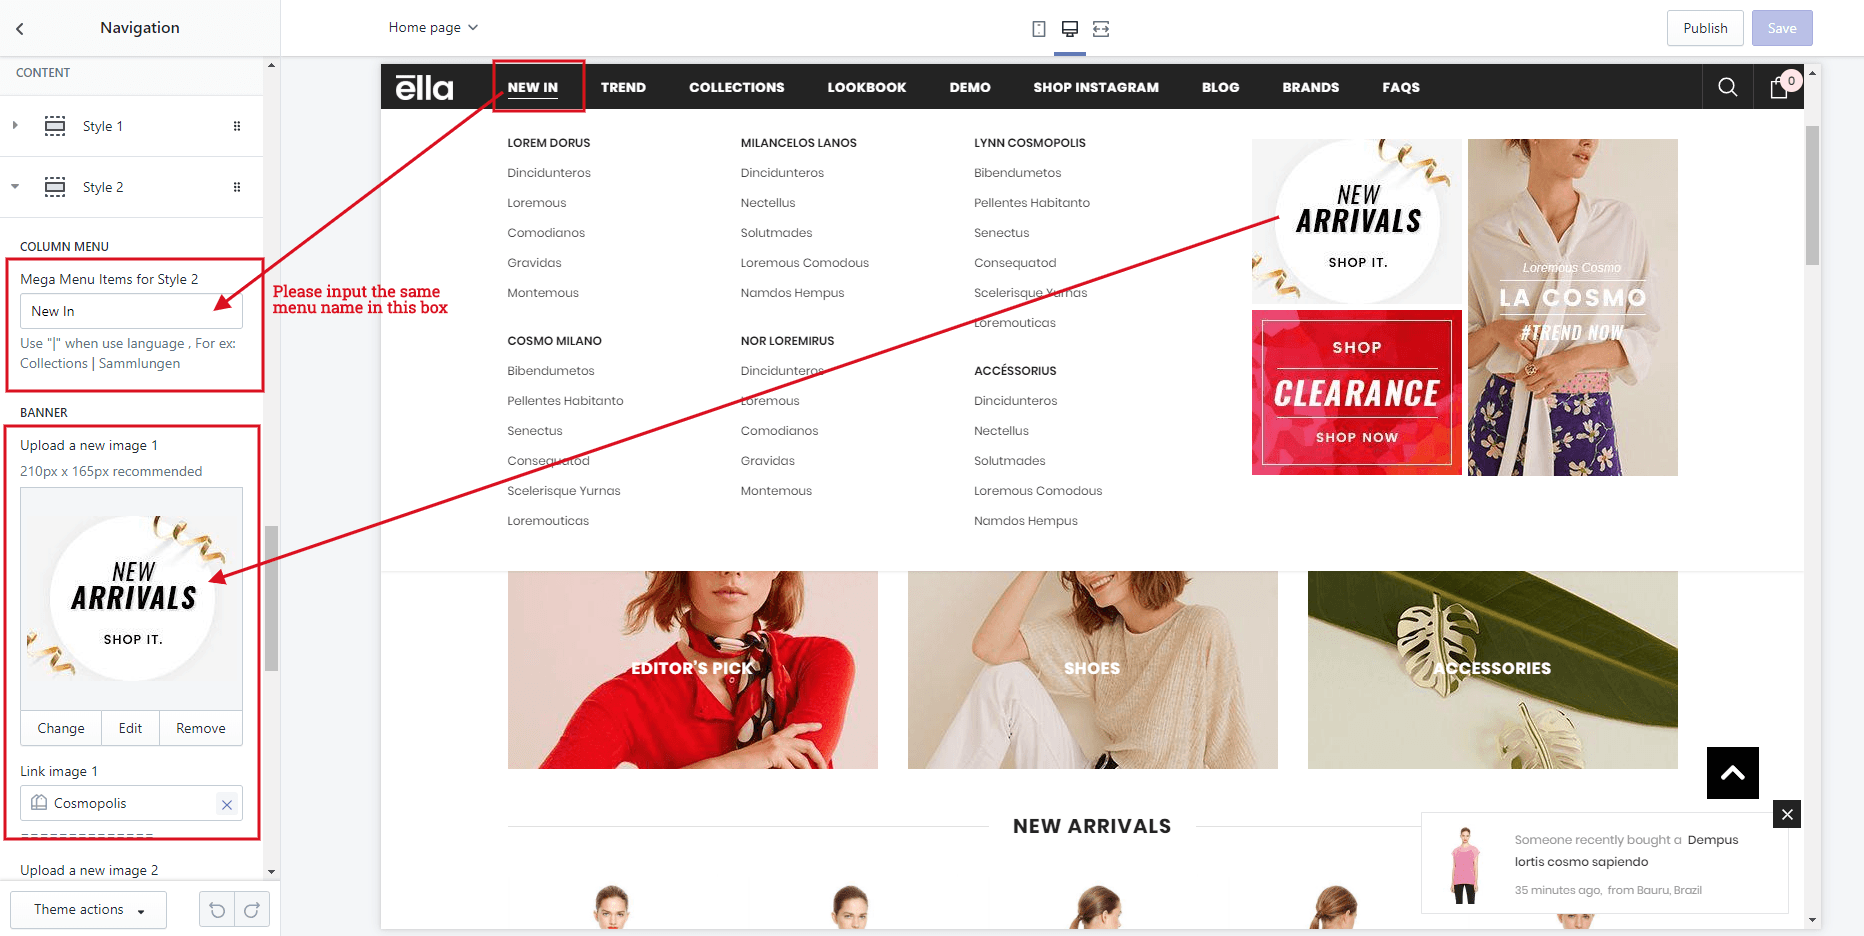 Navigation
Home page
Publish
Save
CONTENT
Style 1
Style 2
COLUMN MENU
Mega Menu Items for Style 2
New In
Use "|" when use language , For ex:
Collections | Sammlungen
Please input the same
menu name in this box
BANNER
Upload a new image 1
210px x 165px recommended
NEW
ARRIVALS
SHOP IT.
Change
Edit
Remove
Link image 1
Cosmopolis
Upload a new image 2
Theme actions
ēlla
NEW IN
TREND
COLLECTIONS
LOOKBOOK
DEMO
SHOP INSTAGRAM
BLOG
BRANDS
FAQS
0
LOREM DORUS
Dincidunteros
Loremous
Comodianos
Gravidas
Montemous
COSMO MILANO
Bibendumetos
Pellentes Habitanto
Senectus
Consequatod
Scelerisque Yurnas
Loremouticas
MILANCELOS LANOS
Dincidunteros
Nectellus
Solutmades
Loremous Comodous
Namdos Hempus
NOR LOREMIRUS
Dincidunteros
Loremous
Comodianos
Gravidas
Montemous
LYNN COSMOPOLIS
Bibendumetos
Pellentes Habitanto
Senectus
Consequatod
Scelerisque Yurnas
Loremouticas
ACCÉSSORIUS
Dincidunteros
Nectellus
Solutmades
Loremous Comodous
Namdos Hempus
NEW
ARRIVALS
SHOP IT.
SHOP
CLEARANCE
SHOP NOW
Loremous Cosmo
LA COSMO
#TREND NOW
EDITOR'S PICK
SHOES
ACCESSORIES
NEW ARRIVALS
Someone recently bought a Dempus
lortis cosmo sapiendo
35 minutes ago, from Bauru, Brazil